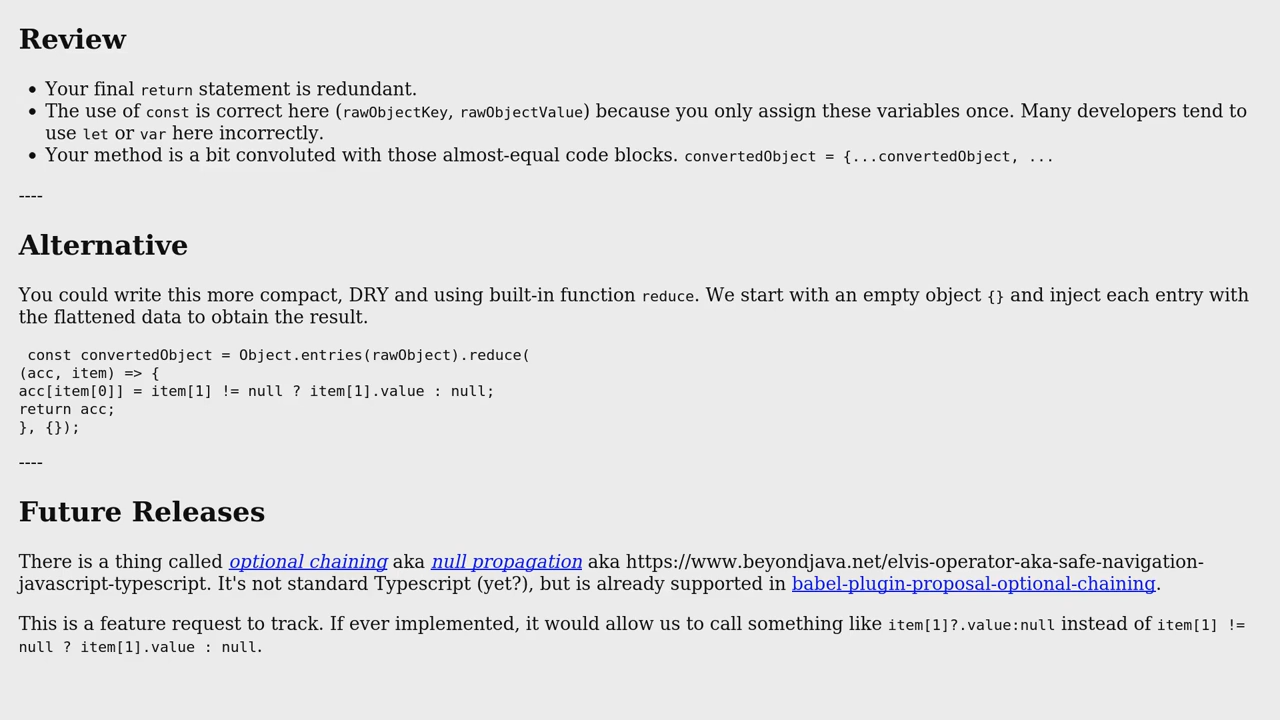 Review
• Your final return statement is redundant.
• The use of const is correct here (rawObjectKey, rawObjectValue) because you only assign these variables once. Many developers tend to
use let or var here incorrectly.
• Your method is a bit convoluted with those almost-equal code blocks. convertedObject = {...convertedObject, ...
----
Alternative
You could write this more compact, DRY and using built-in function reduce. We start with an empty object {} and inject each entry with
the flattened data to obtain the result.
const convertedObject = Object.entries(rawObject).reduce(
(acc, item) => {
acc[item[0]] = item[1] != null ? item[1].value : null;
return acc;
}, {});
----
Future Releases
There is a thing called optional chaining aka null propagation aka https://www.beyondjava.net/elvis-operator-aka-safe-navigation-
javascript-typescript. It's not standard Typescript (yet?), but is already supported in babel-plugin-proposal-optional-chaining.
This is a feature request to track. If ever implemented, it would allow us to call something like item[1]?.value:null instead of item[1] !=
null ? item[1].value : null.